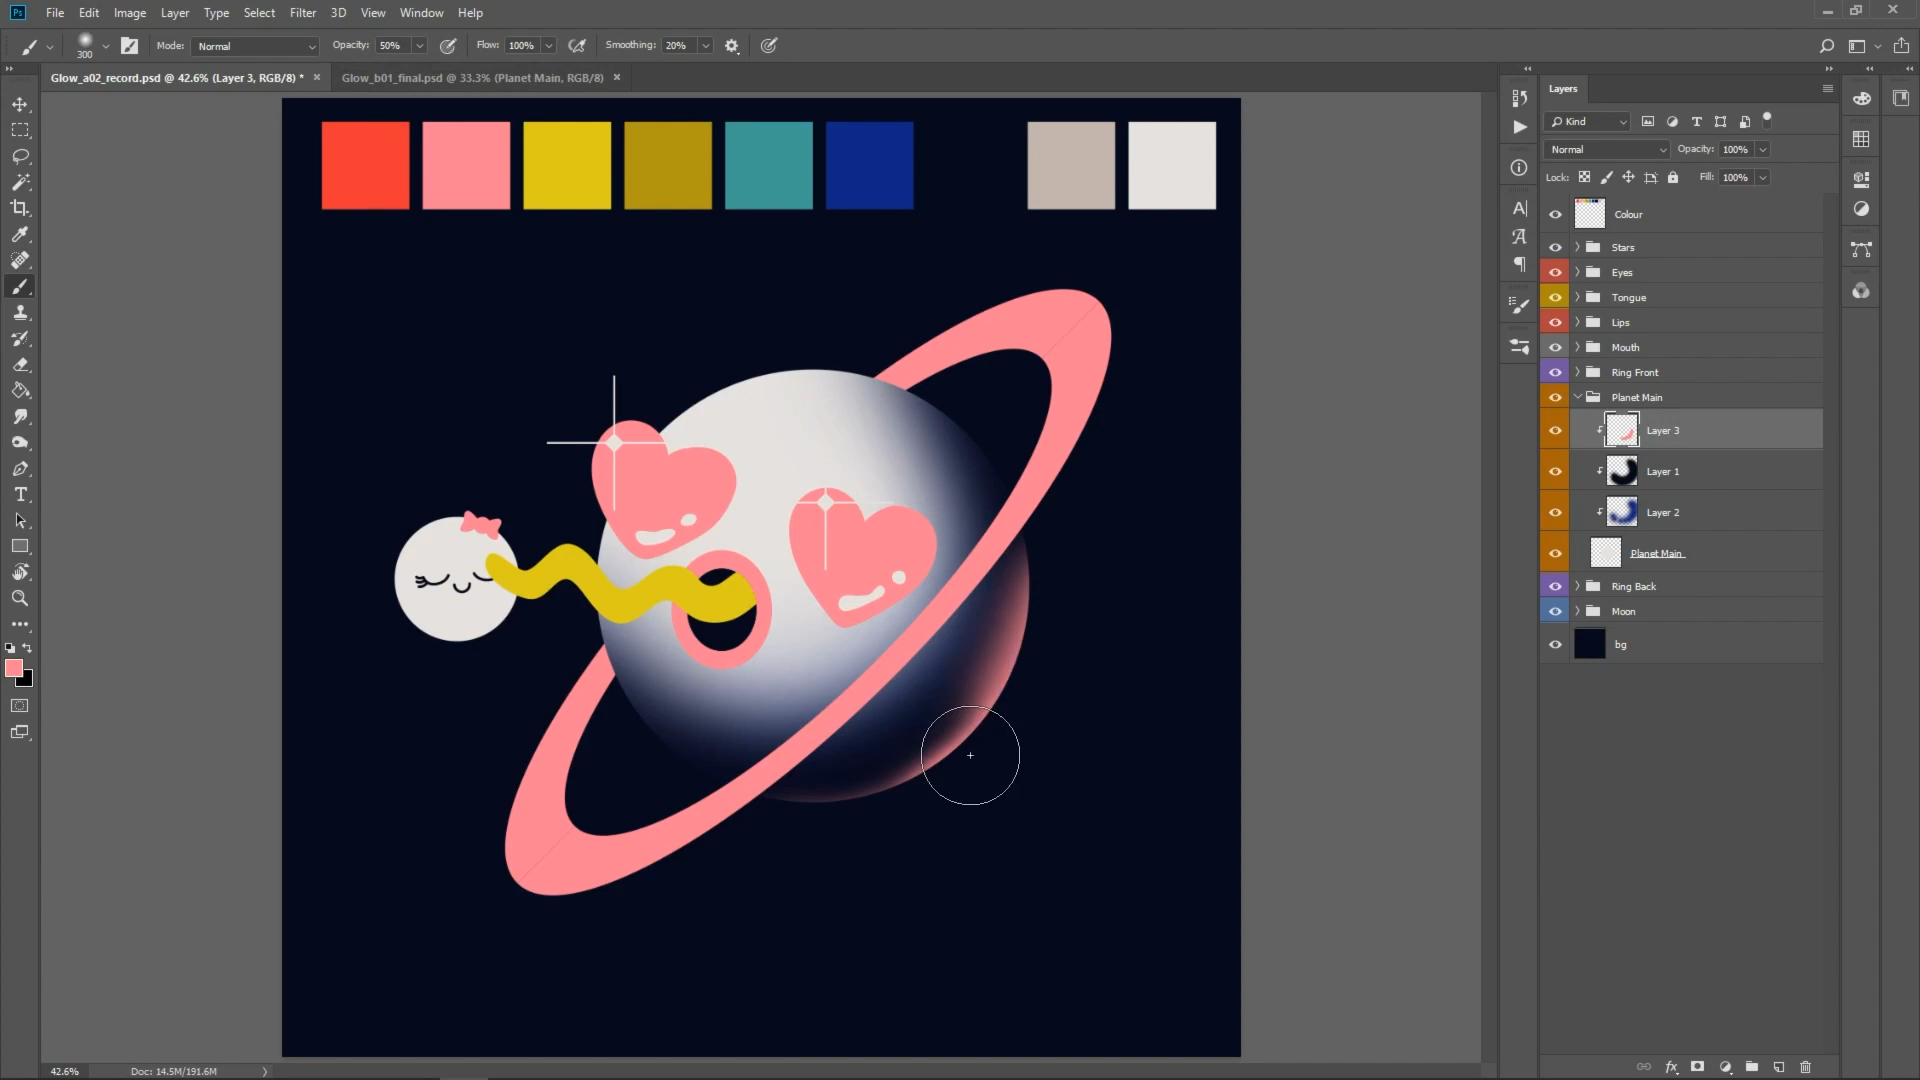 Ps File Edit Image Layer Type Select Filter 3D View Window Help
300 Mode: Normal Opacity: 50% Flow: 100% Smoothing: 20%
Glow_a02_record.psd @ 42.6% (Layer 3, RGB/8) * × Glow_b01_final.psd @ 33.3% (Planet Main, RGB/8) ×
Layers
Kind
Normal Opacity: 100%
Lock: Fill: 100%
Colour
Stars
Eyes
Tongue
Lips
Mouth
Ring Front
Planet Main
Layer 3
Layer 1
Layer 2
Planet Main
Ring Back
Moon
bg
42.6% Doc: 14.5M/191.6M